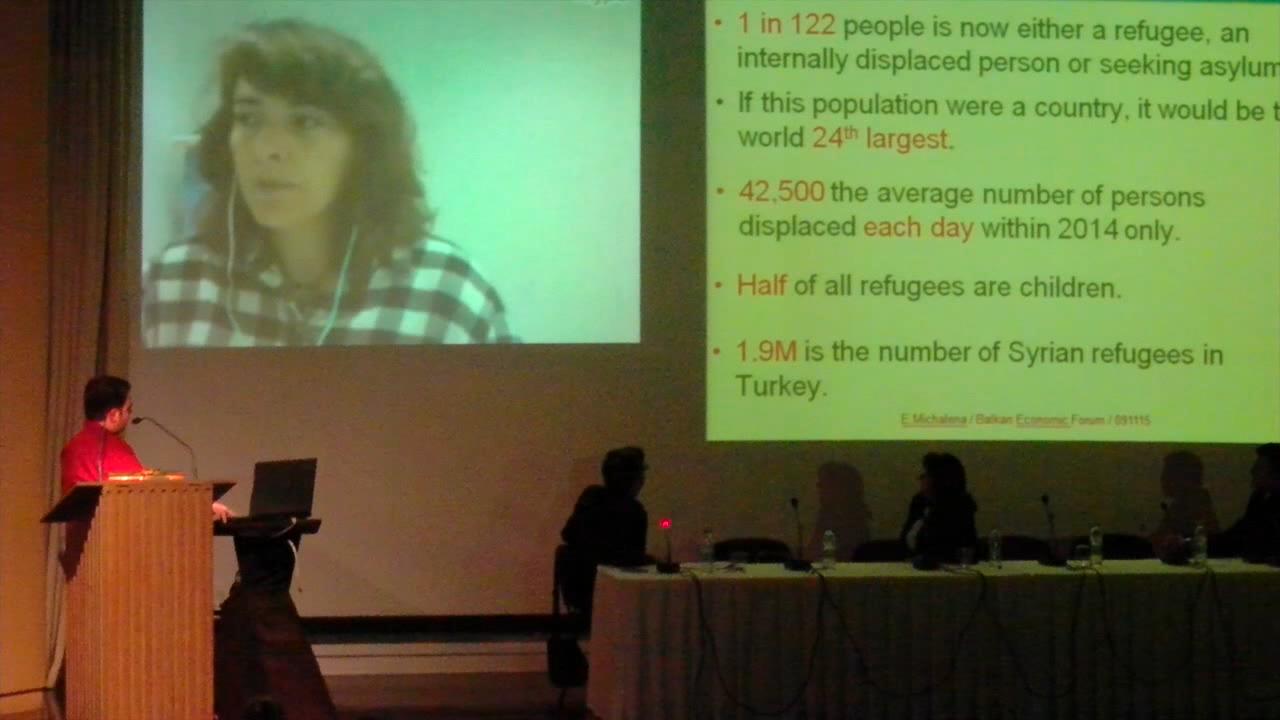 • 1 in 122 people is now either a refugee, an
internally displaced person or seeking asylum
• If this population were a country, it would be t
world 24th largest.
• 42,500 the average number of persons
displaced each day within 2014 only.
• Half of all refugees are children.
• 1.9M is the number of Syrian refugees in
Turkey.
E.Michalena / Balkan Economic Forum / 091115